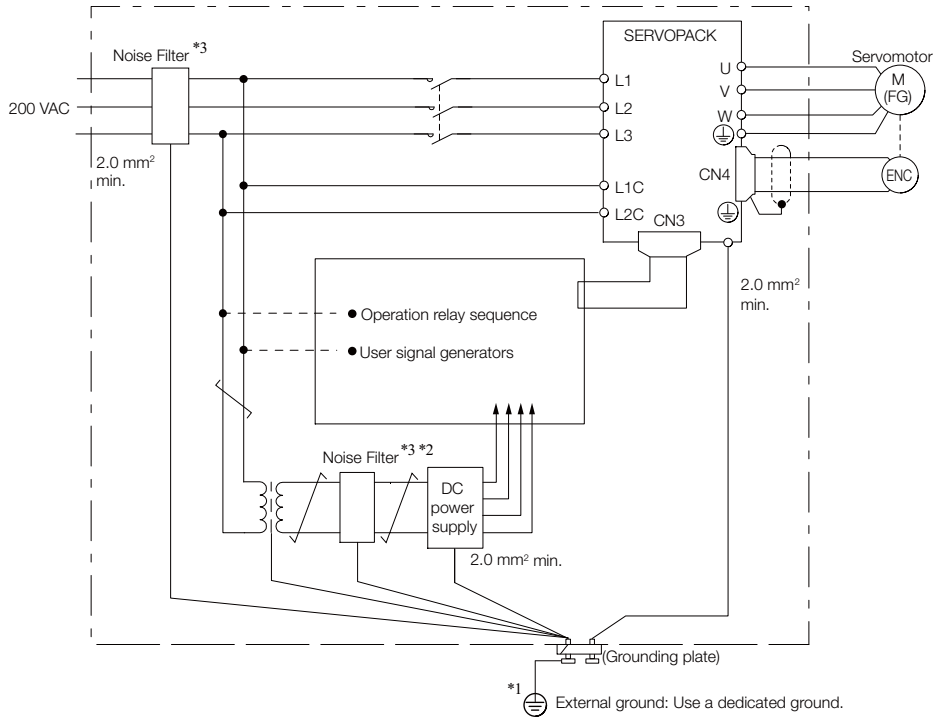 SERVOPACK
Noise Filter *3
Servomotor
U
M
(FG)
L1
V
200 VAC
L2
W
L3
2.0 mm²
min.
CN4
ENC
L1C
L2C
CN3
2.0 mm²
min.
Operation relay sequence
User signal generators
Noise Filter *3 *2
DC
power
supply
2.0 mm² min.
(Grounding plate)
*1
External ground: Use a dedicated ground.